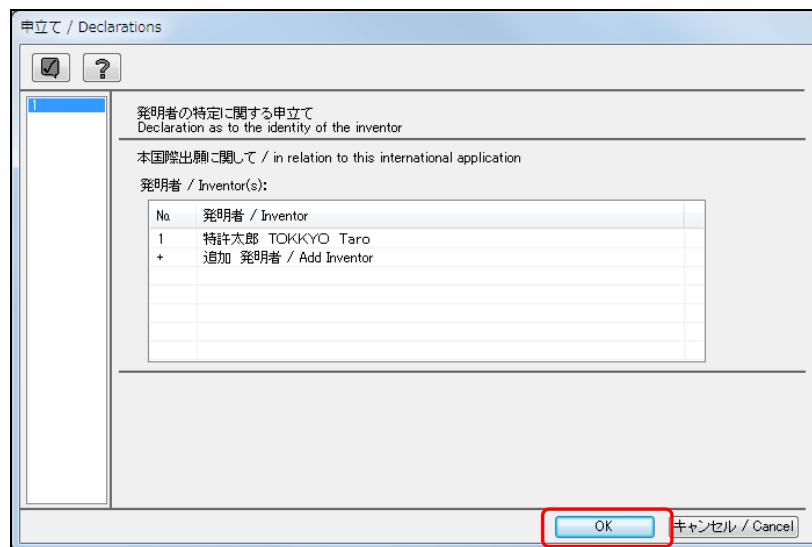 申立て / Declarations
?
1
発明者の特定に関する申立て
Declaration as to the identity of the inventor
本国際出願に関して / in relation to this international application
発明者 / Inventor(s):
No. 発明者 / Inventor
1 特許太郎 TOKKYO Taro
+ 追加 発明者 / Add Inventor
OK キャンセル / Cancel